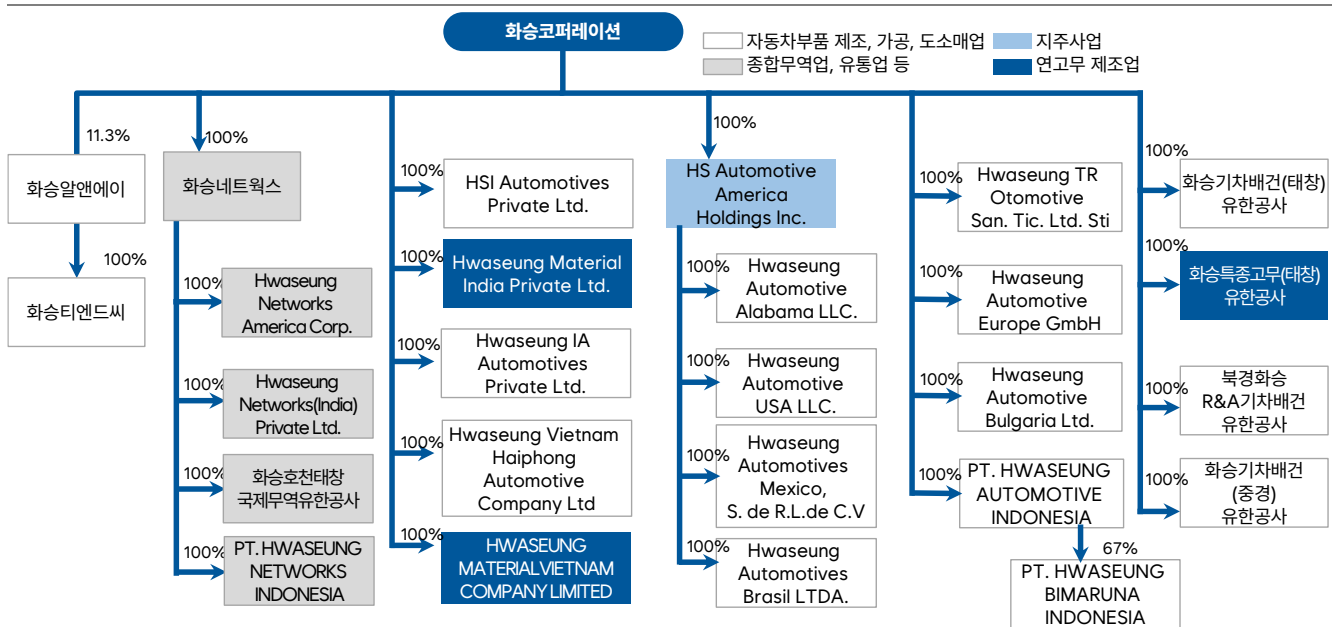 화승코퍼레이션
자동차부품 제조, 가공, 도소매업
지주사업
종합무역업, 유통업 등
연고무 제조업
11.3%
화승알앤에이
100%
화승티엔드씨
100%
화승네트웍스
100%
Hwaseung
Networks
America Corp.
100%
Hwaseung
Networks(India)
Private Ltd.
100%
화승호천태창
국제무역유한공사
100%
PT. HWASEUNG
NETWORKS
INDONESIA
100%
HSI Automotives
Private Ltd.
100%
Hwaseung Material
India Private Ltd.
100%
Hwaseung IA
Automotives
Private Ltd.
100%
Hwaseung Vietnam
Haiphong
Automotive
Company Ltd
100%
HWASEUNG
MATERIALVIETNAM
COMPANY LIMITED
100%
HS Automotive
America
Holdings Inc.
100%
Hwaseung
Automotive
Alabama LLC.
100%
Hwaseung
Automotive
USA LLC.
100%
Hwaseung
Automotives
Mexico,
S. de R.L.de C.V
100%
Hwaseung
Automotives
Brasil LTDA.
100%
Hwaseung TR
Otomotive
San. Tic. Ltd. Sti
100%
Hwaseung
Automotive
Europe GmbH
100%
Hwaseung
Automotive
Bulgaria Ltd.
100%
PT. HWASEUNG
AUTOMOTIVE
INDONESIA
67%
PT. HWASEUNG
BIMARUNA
INDONESIA
100%
화승기차배건(태창)
유한공사
100%
화승특종고무(태창)
유한공사
100%
북경화승
R&A기차배건
유한공사
100%
화승기차배건
(중경)
유한공사